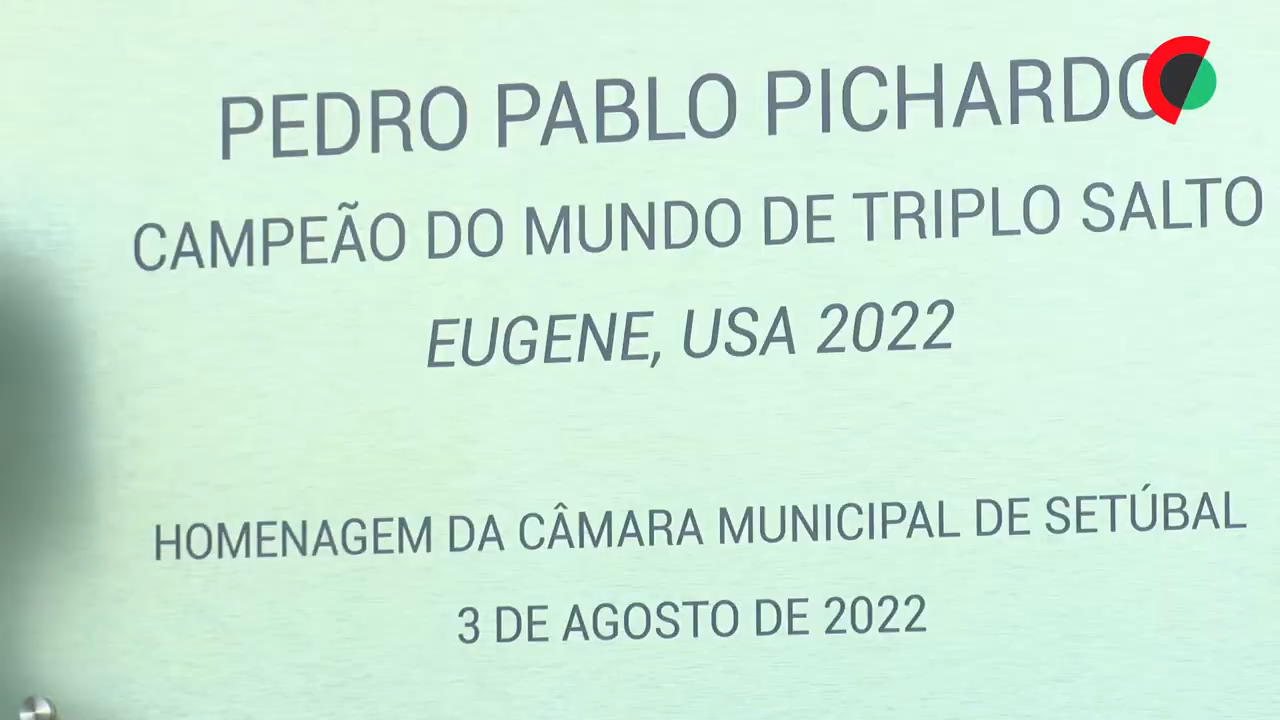 PEDRO PABLO PICHARDO
CAMPEÃO DO MUNDO DE TRIPLO SALTO
EUGENE, USA 2022
HOMENAGEM DA CÂMARA MUNICIPAL DE SETÚBAL
3 DE AGOSTO DE 2022